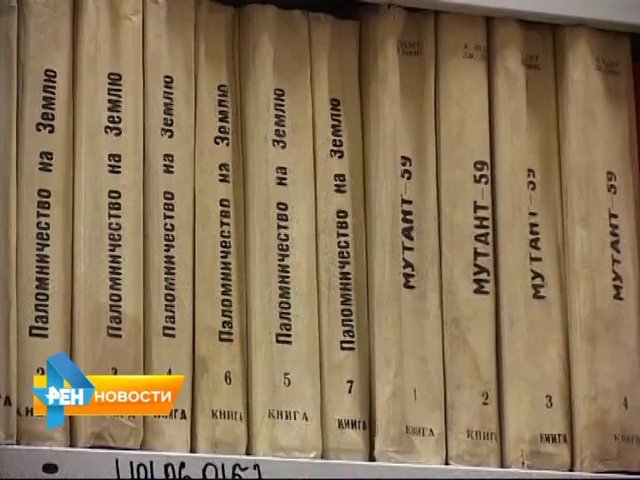 Паломничество на Землю
2
КНИГА
Паломничество на Землю
3
КНИГА
Паломничество на Землю
4
КНИГА
Паломничество на Землю
6
КНИГА
Паломничество на Землю
5
КНИГА
Паломничество на Землю
7
КНИГА
МУТАНТ-59
1
КНИГА
МУТАНТ-59
2
КНИГА
МУТАНТ-59
3
КНИГА
МУТАНТ-59
4
КНИГА
РЕН НОВОСТИ